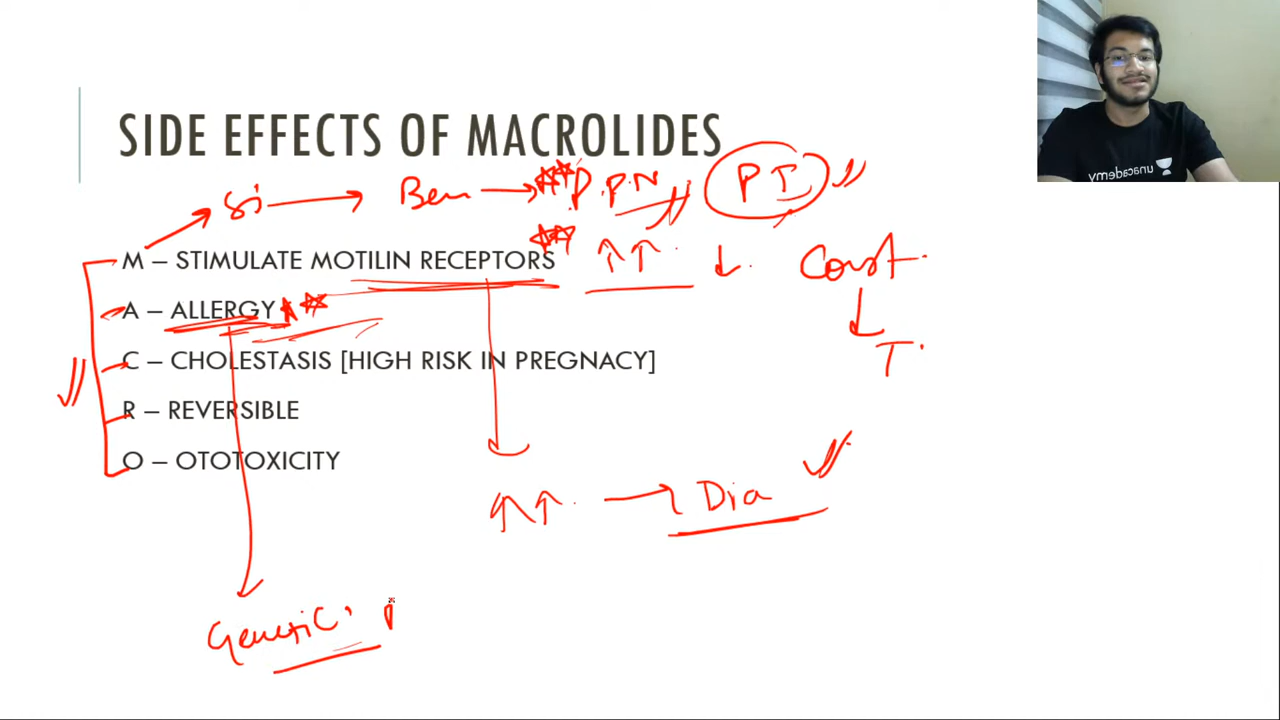 SIDE EFFECTS OF MACROLIDES
unacademy
Si → Ben → P.P.N PT
M – STIMULATE MOTILIN RECEPTORS ↑↑ ↓ Const.
A – ALLERGY
T.
C – CHOLESTASIS [HIGH RISK IN PREGNACY]
R – REVERSIBLE
O – OTOTOXICITY
↑↑ → Dia
Genetic